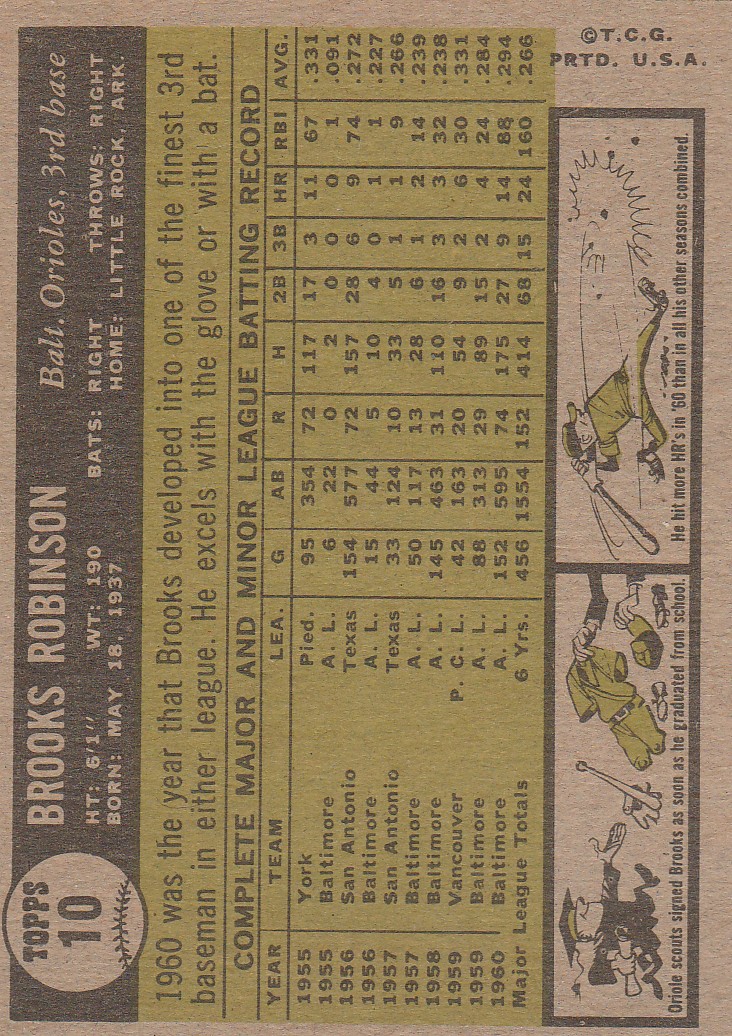 TOPPS
10
BROOKS ROBINSON Balt. Orioles, 3rd base
HT: 6'1" WT: 190 BATS: RIGHT THROWS: RIGHT
BORN: MAY 18, 1937 HOME: LITTLE ROCK, ARK.
1960 was the year that Brooks developed into one of the finest 3rd
baseman in either league. He excels with the glove or with a bat.
COMPLETE MAJOR AND MINOR LEAGUE BATTING RECORD
YEAR TEAM LEA. G AB R H 2B 3B HR RBI AVG.
1955 York Pied. 95 354 72 117 17 3 11 67 .331
1955 Baltimore A. L. 6 22 0 2 0 0 0 1 .091
1956 San Antonio Texas 154 577 72 157 28 6 9 74 .272
1956 Baltimore A. L. 15 44 5 10 4 0 1 1 .227
1957 San Antonio Texas 33 124 10 33 5 1 1 9 .266
1957 Baltimore A. L. 50 117 13 28 6 1 2 14 .239
1958 Baltimore A. L. 145 463 31 110 16 3 3 32 .238
1959 Vancouver P. C. L. 42 163 20 54 9 2 6 30 .331
1959 Baltimore A. L. 88 313 29 89 15 2 4 24 .284
1960 Baltimore A. L. 152 595 74 175 27 9 14 88 .294
Major League Totals 6 Yrs. 456 1554 152 414 68 15 24 160 .266
Oriole scouts signed Brooks as soon as he graduated from school.
He hit more HR's in '60 than in all his other seasons combined.
©T.C.G.
PRTD. U.S.A.